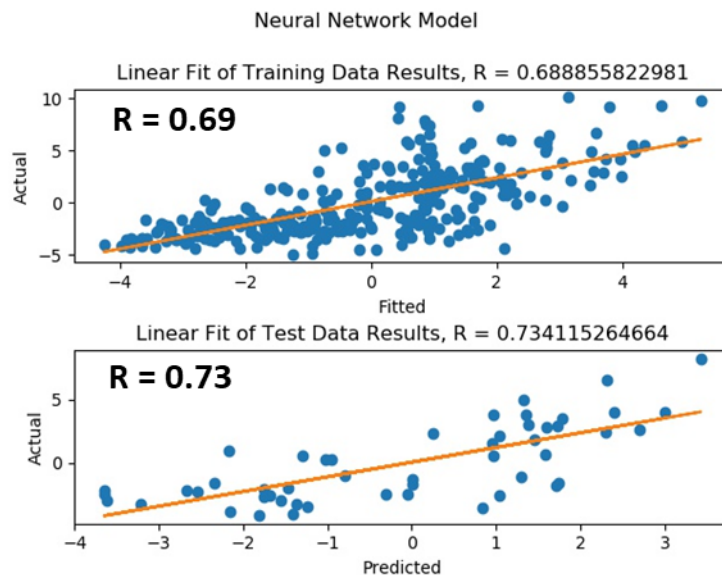 Neural Network Model
Linear Fit of Training Data Results, R = 0.688855822981
R = 0.69
10
5
0
−5
Actual
−4
−2
0
2
4
Fitted
Linear Fit of Test Data Results, R = 0.734115264664
R = 0.73
5
0
Actual
−4
−3
−2
−1
0
1
2
3
Predicted